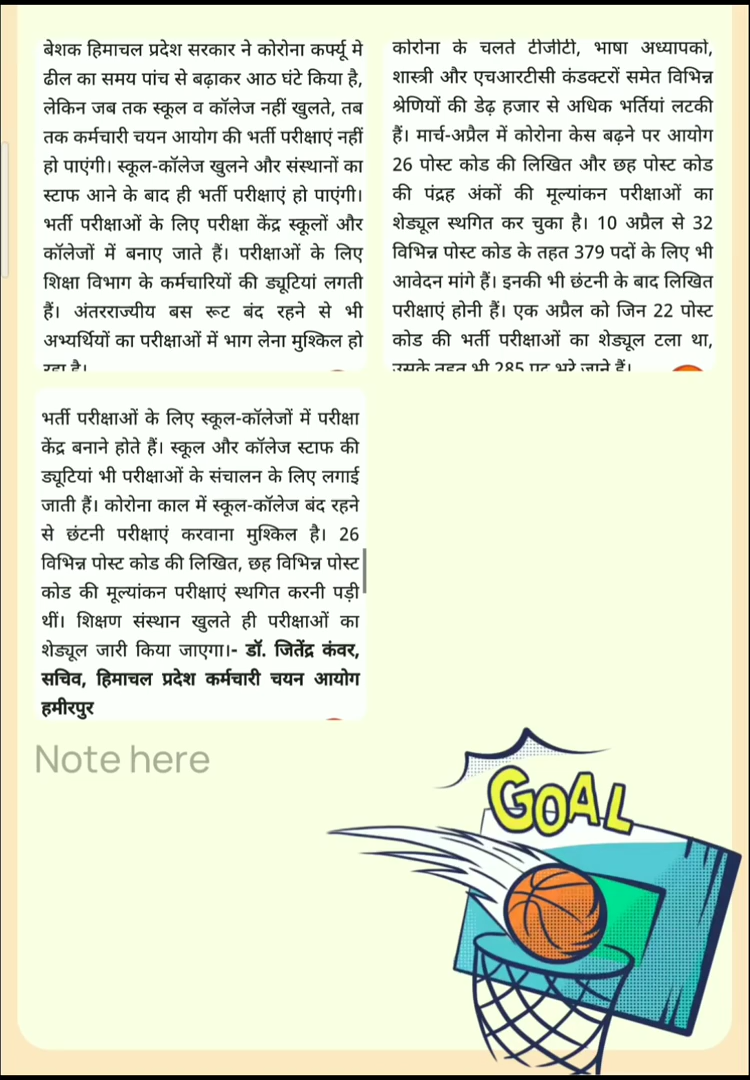 बेशक हिमाचल प्रदेश सरकार ने कोरोना कर्फ्यू में
ढील का समय पांच से बढ़ाकर आठ घंटे किया है,
लेकिन जब तक स्कूल व कॉलेज नहीं खुलते, तब
तक कर्मचारी चयन आयोग की भर्ती परीक्षाएं नहीं
हो पाएंगी। स्कूल-कॉलेज खुलने और संस्थानों का
स्टाफ आने के बाद ही भर्ती परीक्षाएं हो पाएंगी।
भर्ती परीक्षाओं के लिए परीक्षा केंद्र स्कूलों और
कॉलेजों में बनाए जाते हैं। परीक्षाओं के लिए
शिक्षा विभाग के कर्मचारियों की ड्यूटियां लगती
हैं। अंतरराज्यीय बस रूट बंद रहने से भी
अभ्यर्थियों का परीक्षाओं में भाग लेना मुश्किल हो
रहा है।
कोरोना के चलते टीजीटी, भाषा अध्यापकों,
शास्त्री और एचआरटीसी कंडक्टरों समेत विभिन्न
श्रेणियों की डेढ़ हजार से अधिक भर्तियां लटकी
हैं। मार्च-अप्रैल में कोरोना केस बढ़ने पर आयोग
26 पोस्ट कोड की लिखित और छह पोस्ट कोड
की पंद्रह अंकों की मूल्यांकन परीक्षाओं का
शेड्यूल स्थगित कर चुका है। 10 अप्रैल से 32
विभिन्न पोस्ट कोड के तहत 379 पदों के लिए भी
आवेदन मांगे हैं। इनकी भी छंटनी के बाद लिखित
परीक्षाएं होनी हैं। एक अप्रैल को जिन 22 पोस्ट
कोड की भर्ती परीक्षाओं का शेड्यूल टला था,
उसके तहत भी 285 पद भरे जाने हैं।
भर्ती परीक्षाओं के लिए स्कूल-कॉलेजों में परीक्षा
केंद्र बनाने होते हैं। स्कूल और कॉलेज स्टाफ की
ड्यूटियां भी परीक्षाओं के संचालन के लिए लगाई
जाती हैं। कोरोना काल में स्कूल-कॉलेज बंद रहने
से छंटनी परीक्षाएं करवाना मुश्किल है। 26
विभिन्न पोस्ट कोड की लिखित, छह विभिन्न पोस्ट
कोड की मूल्यांकन परीक्षाएं स्थगित करनी पड़ी
थीं। शिक्षण संस्थान खुलते ही परीक्षाओं का
शेड्यूल जारी किया जाएगा।- डॉ. जितेंद्र कंवर,
सचिव, हिमाचल प्रदेश कर्मचारी चयन आयोग
हमीरपुर
Note here
GOAL